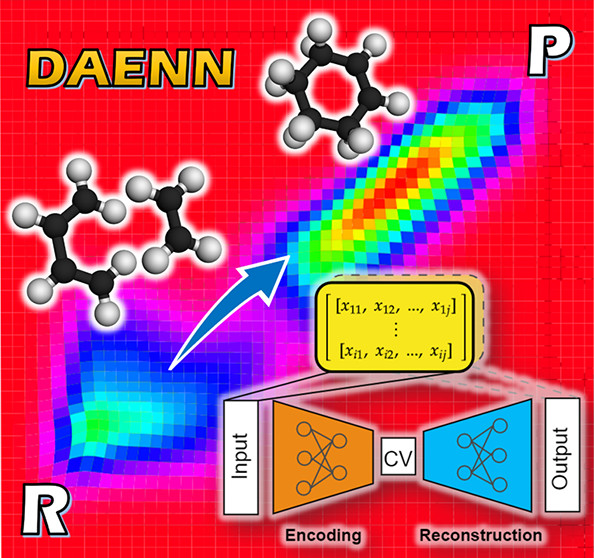 DAENN
P
[x11, x12, ..., x1j]
⋮
[xi1, xi2, ..., xij]
Input
CV
Output
Encoding
Reconstruction
R